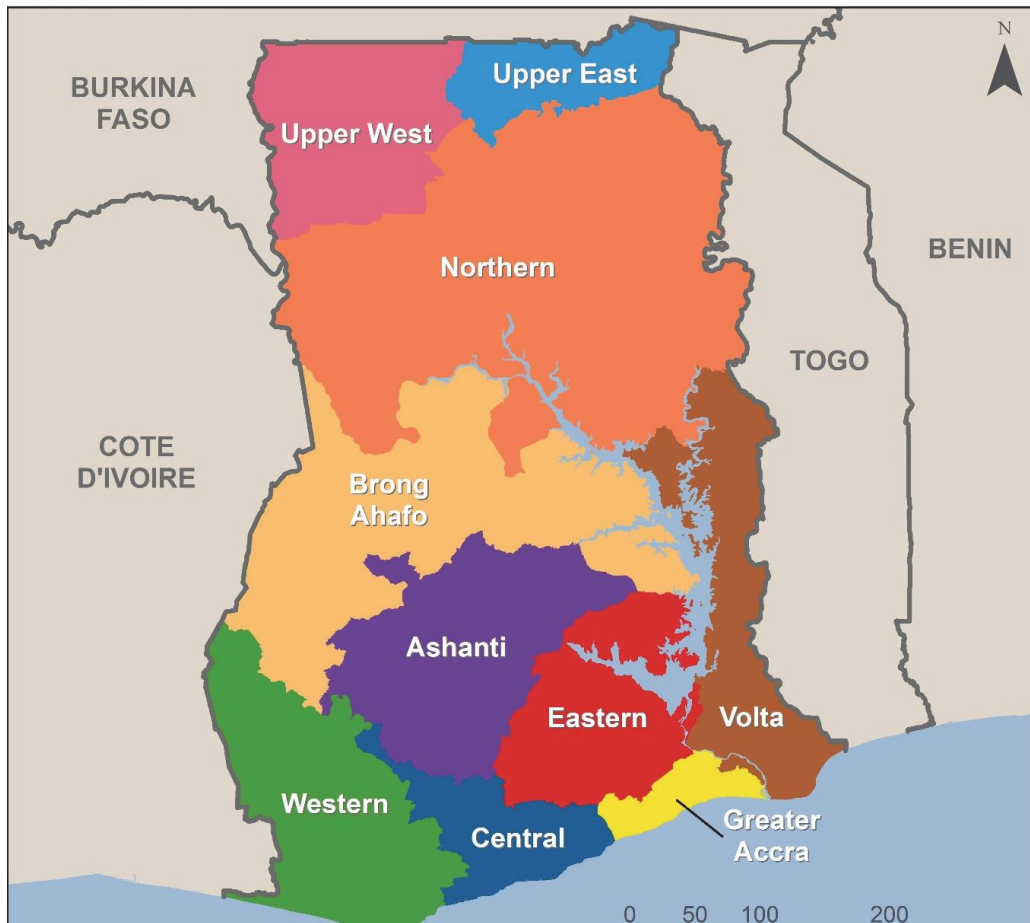 N
Upper East
BURKINA
FASO
Upper West
BENIN
Northern
TOGO
COTE
D'IVOIRE
Brong
Ahafo
Ashanti
Eastern
Volta
Western
Central
Greater
Accra
0 50 100 200